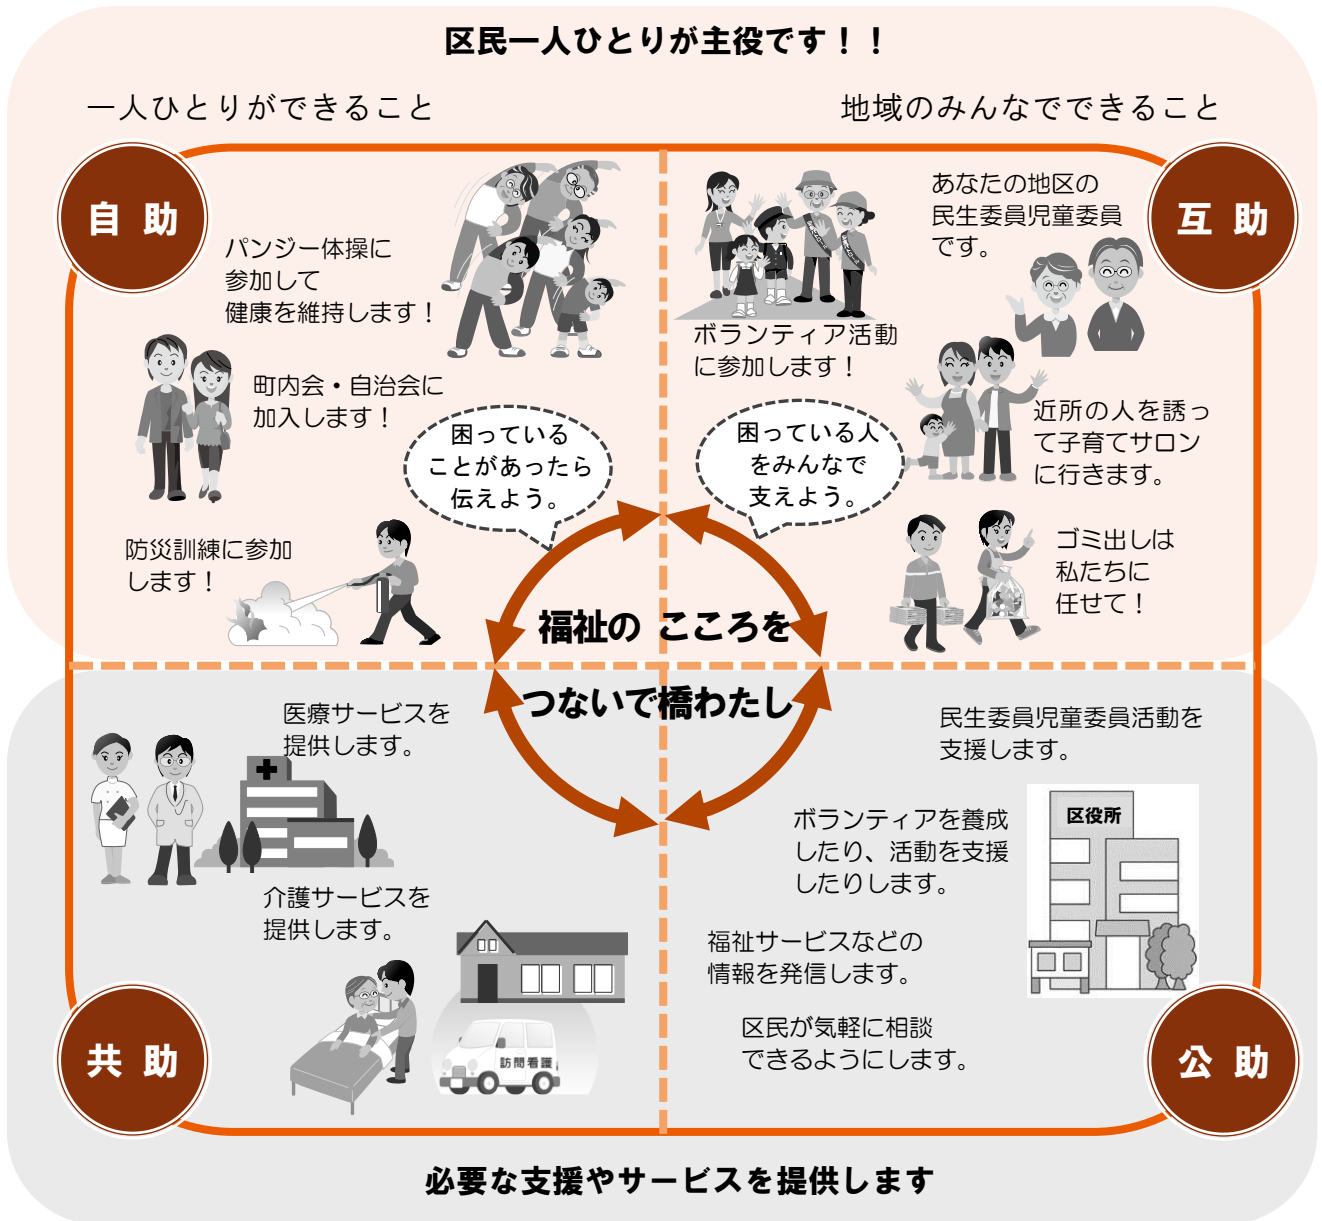 区民一人ひとりが主役です！！
一人ひとりができること
地域のみんなでできること
自 助
パンジー体操に
参加して
健康を維持します！
町内会・自治会に
加入します！
防災訓練に参加
します！
困っている
ことがあったら
伝えよう。
互 助
あなたの地区の
民生委員児童委員
です。
ボランティア活動
に参加します！
困っている人
をみんなで
支えよう。
近所の人を誘っ
て子育てサロン
に行きます。
ゴミ出しは
私たちに
任せて！
福祉の こころを
つないで橋わたし
医療サービスを
提供します。
介護サービスを
提供します。
訪問看護
共 助
民生委員児童委員活動を
支援します。
ボランティアを養成
したり、活動を支援
したりします。
区役所
福祉サービスなどの
情報を発信します。
区民が気軽に相談
できるようにします。
公 助
必要な支援やサービスを提供します